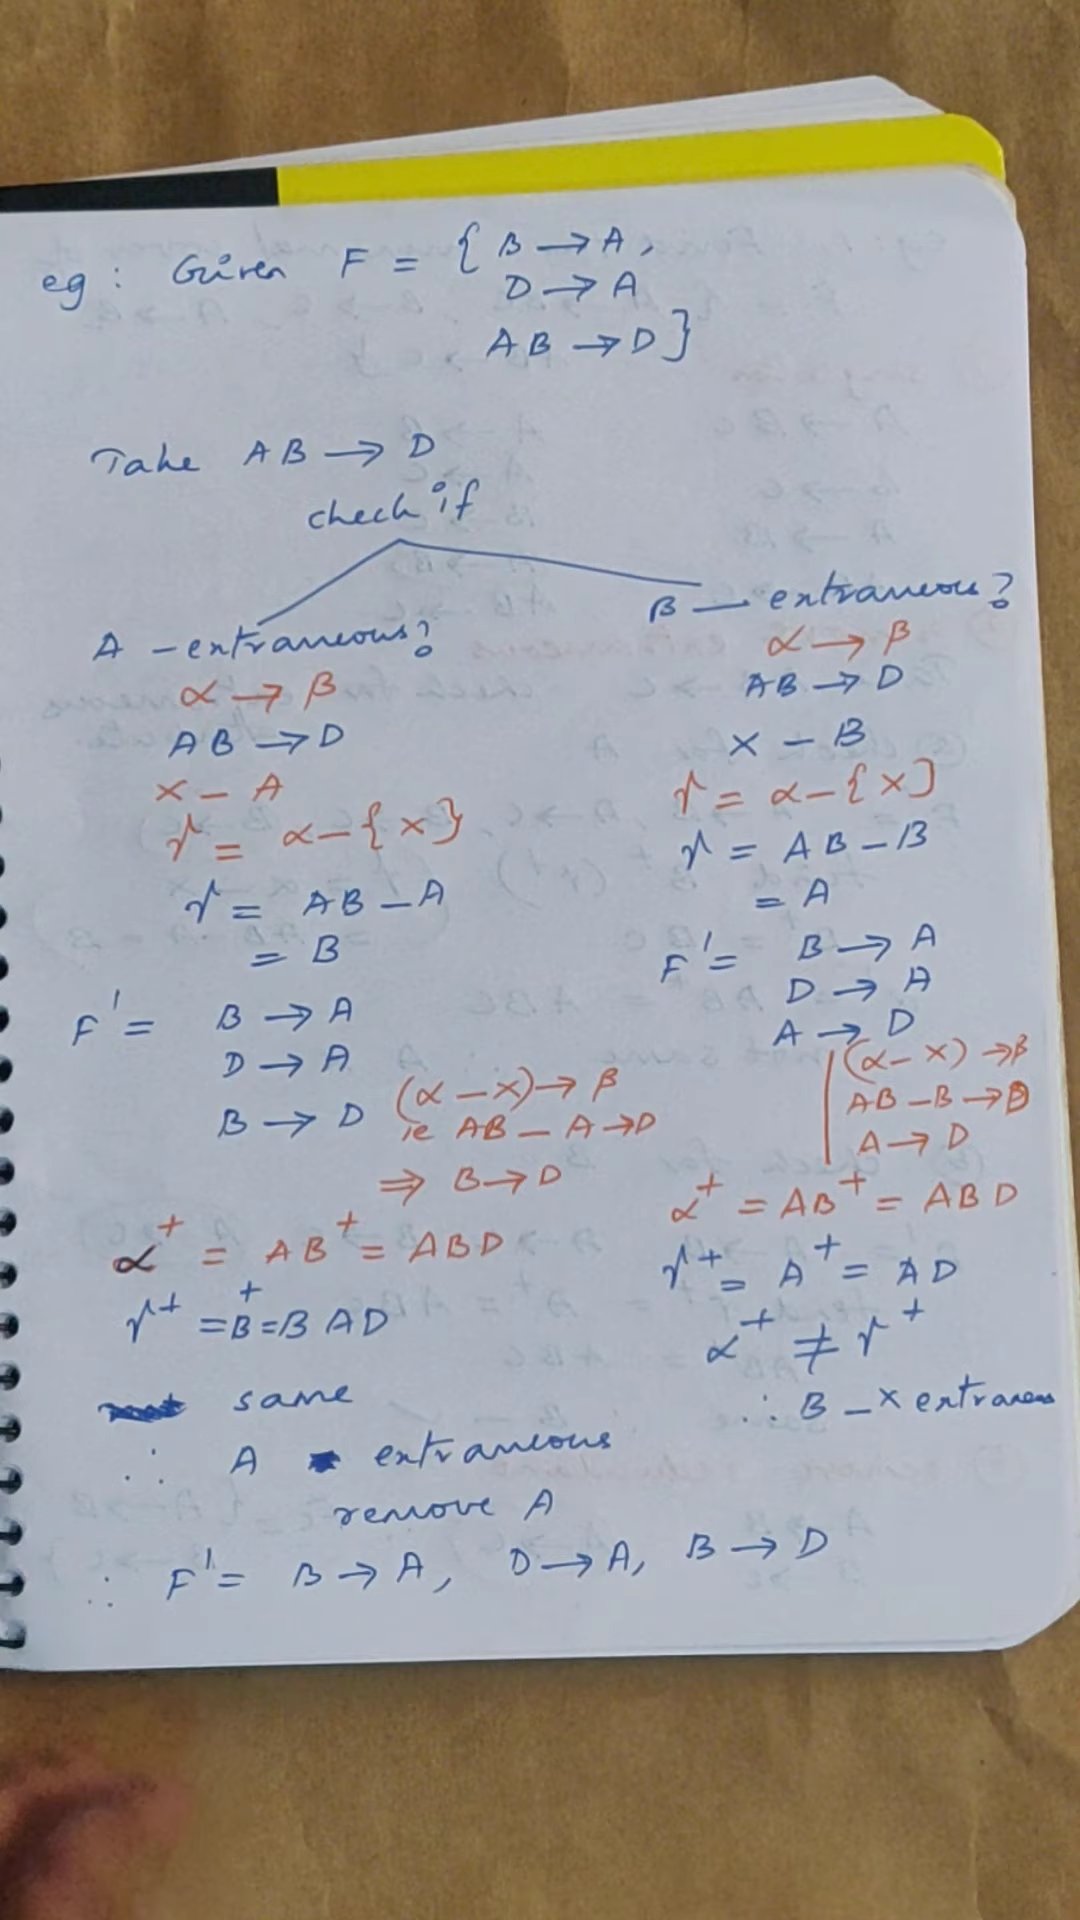 eg: Given F = { B → A,
D → A
AB → D }
Take AB → D
check if
A - extraneous?
α → β
AB → D
x - A
γ = α - {x}
γ = AB - A
= B
F' = B → A
D → A
B → D (α - x) → β
ie AB - A → D
⇒ B → D
α+ = AB+ = ABD
γ+ = B+ = BAD
same
∴ A extraneous
remove A
∴ F' = B → A, D → A, B → D
B - extraneous?
α → β
AB → D
x - B
γ = α - {x}
γ = AB - B
= A
F' = B → A
D → A
A → D
(α - x) → β
AB - B → D
A → D
α+ = AB+ = ABD
γ+ = A+ = AD
α+ ≠ γ+
∴ B - x extraneous